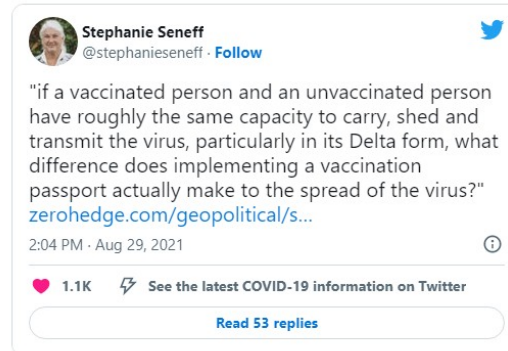 Stephanie Seneff
@stephanieseneff · Follow
"if a vaccinated person and an unvaccinated person
have roughly the same capacity to carry, shed and
transmit the virus, particularly in its Delta form, what
difference does implementing a vaccination
passport actually make to the spread of the virus?"
zerohedge.com/geopolitical/s...
2:04 PM · Aug 29, 2021
1.1K See the latest COVID-19 information on Twitter
Read 53 replies